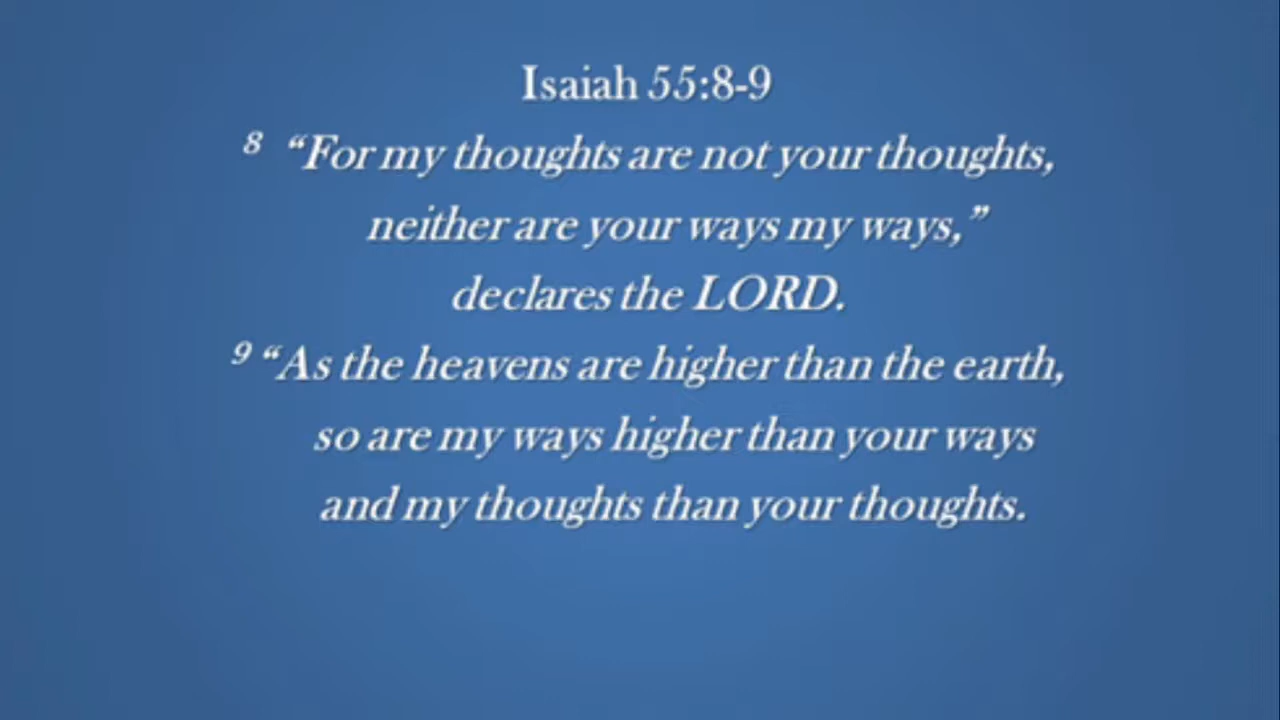 Isaiah 55:8-9
8 “For my thoughts are not your thoughts,
neither are your ways my ways,”
declares the LORD.
9 “As the heavens are higher than the earth,
so are my ways higher than your ways
and my thoughts than your thoughts.